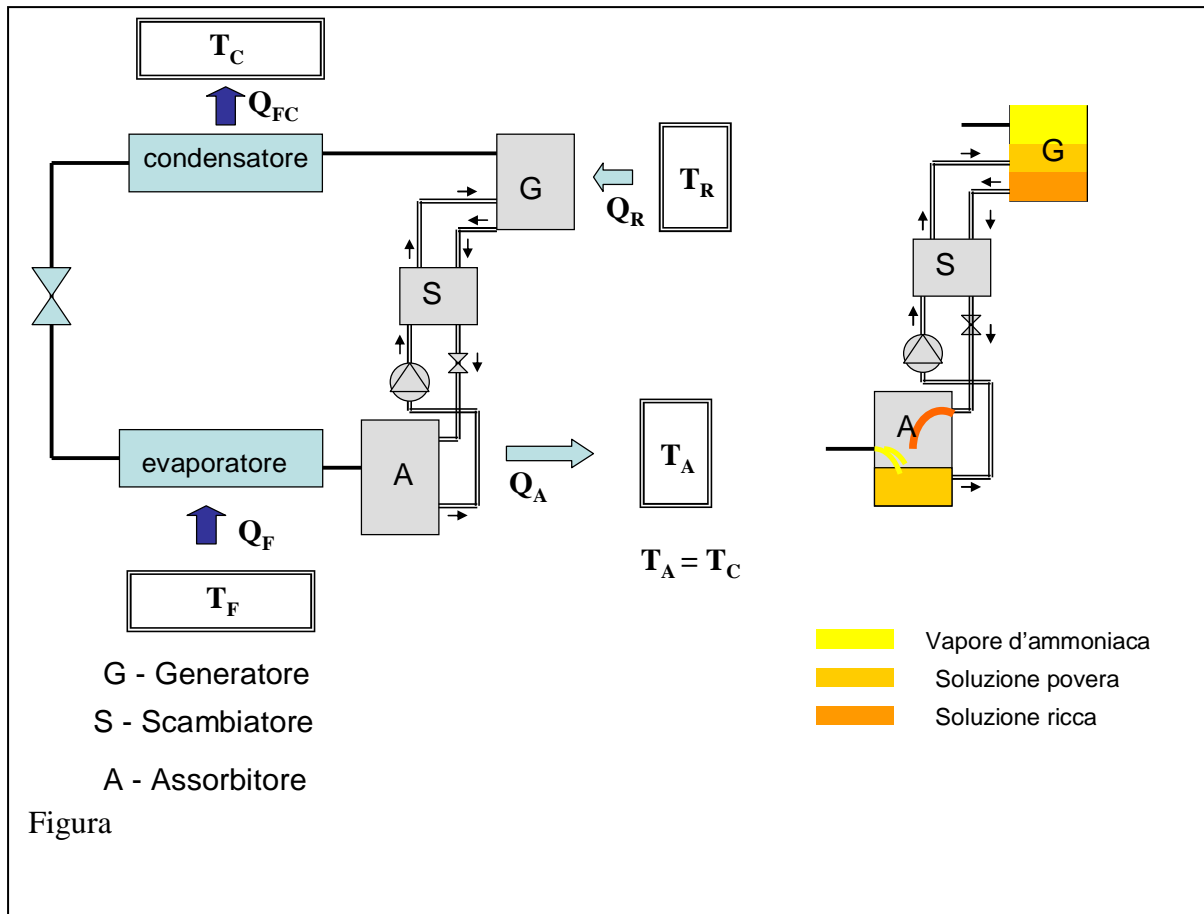 T_C
Q_FC
condensatore
G
T_R
Q_R
S
evaporatore
A
Q_A
T_A
Q_F
T_A = T_C
T_F
G
S
A
G - Generatore
S - Scambiatore
A - Assorbitore
Vapore d’ammoniaca
Soluzione povera
Soluzione ricca
Figura